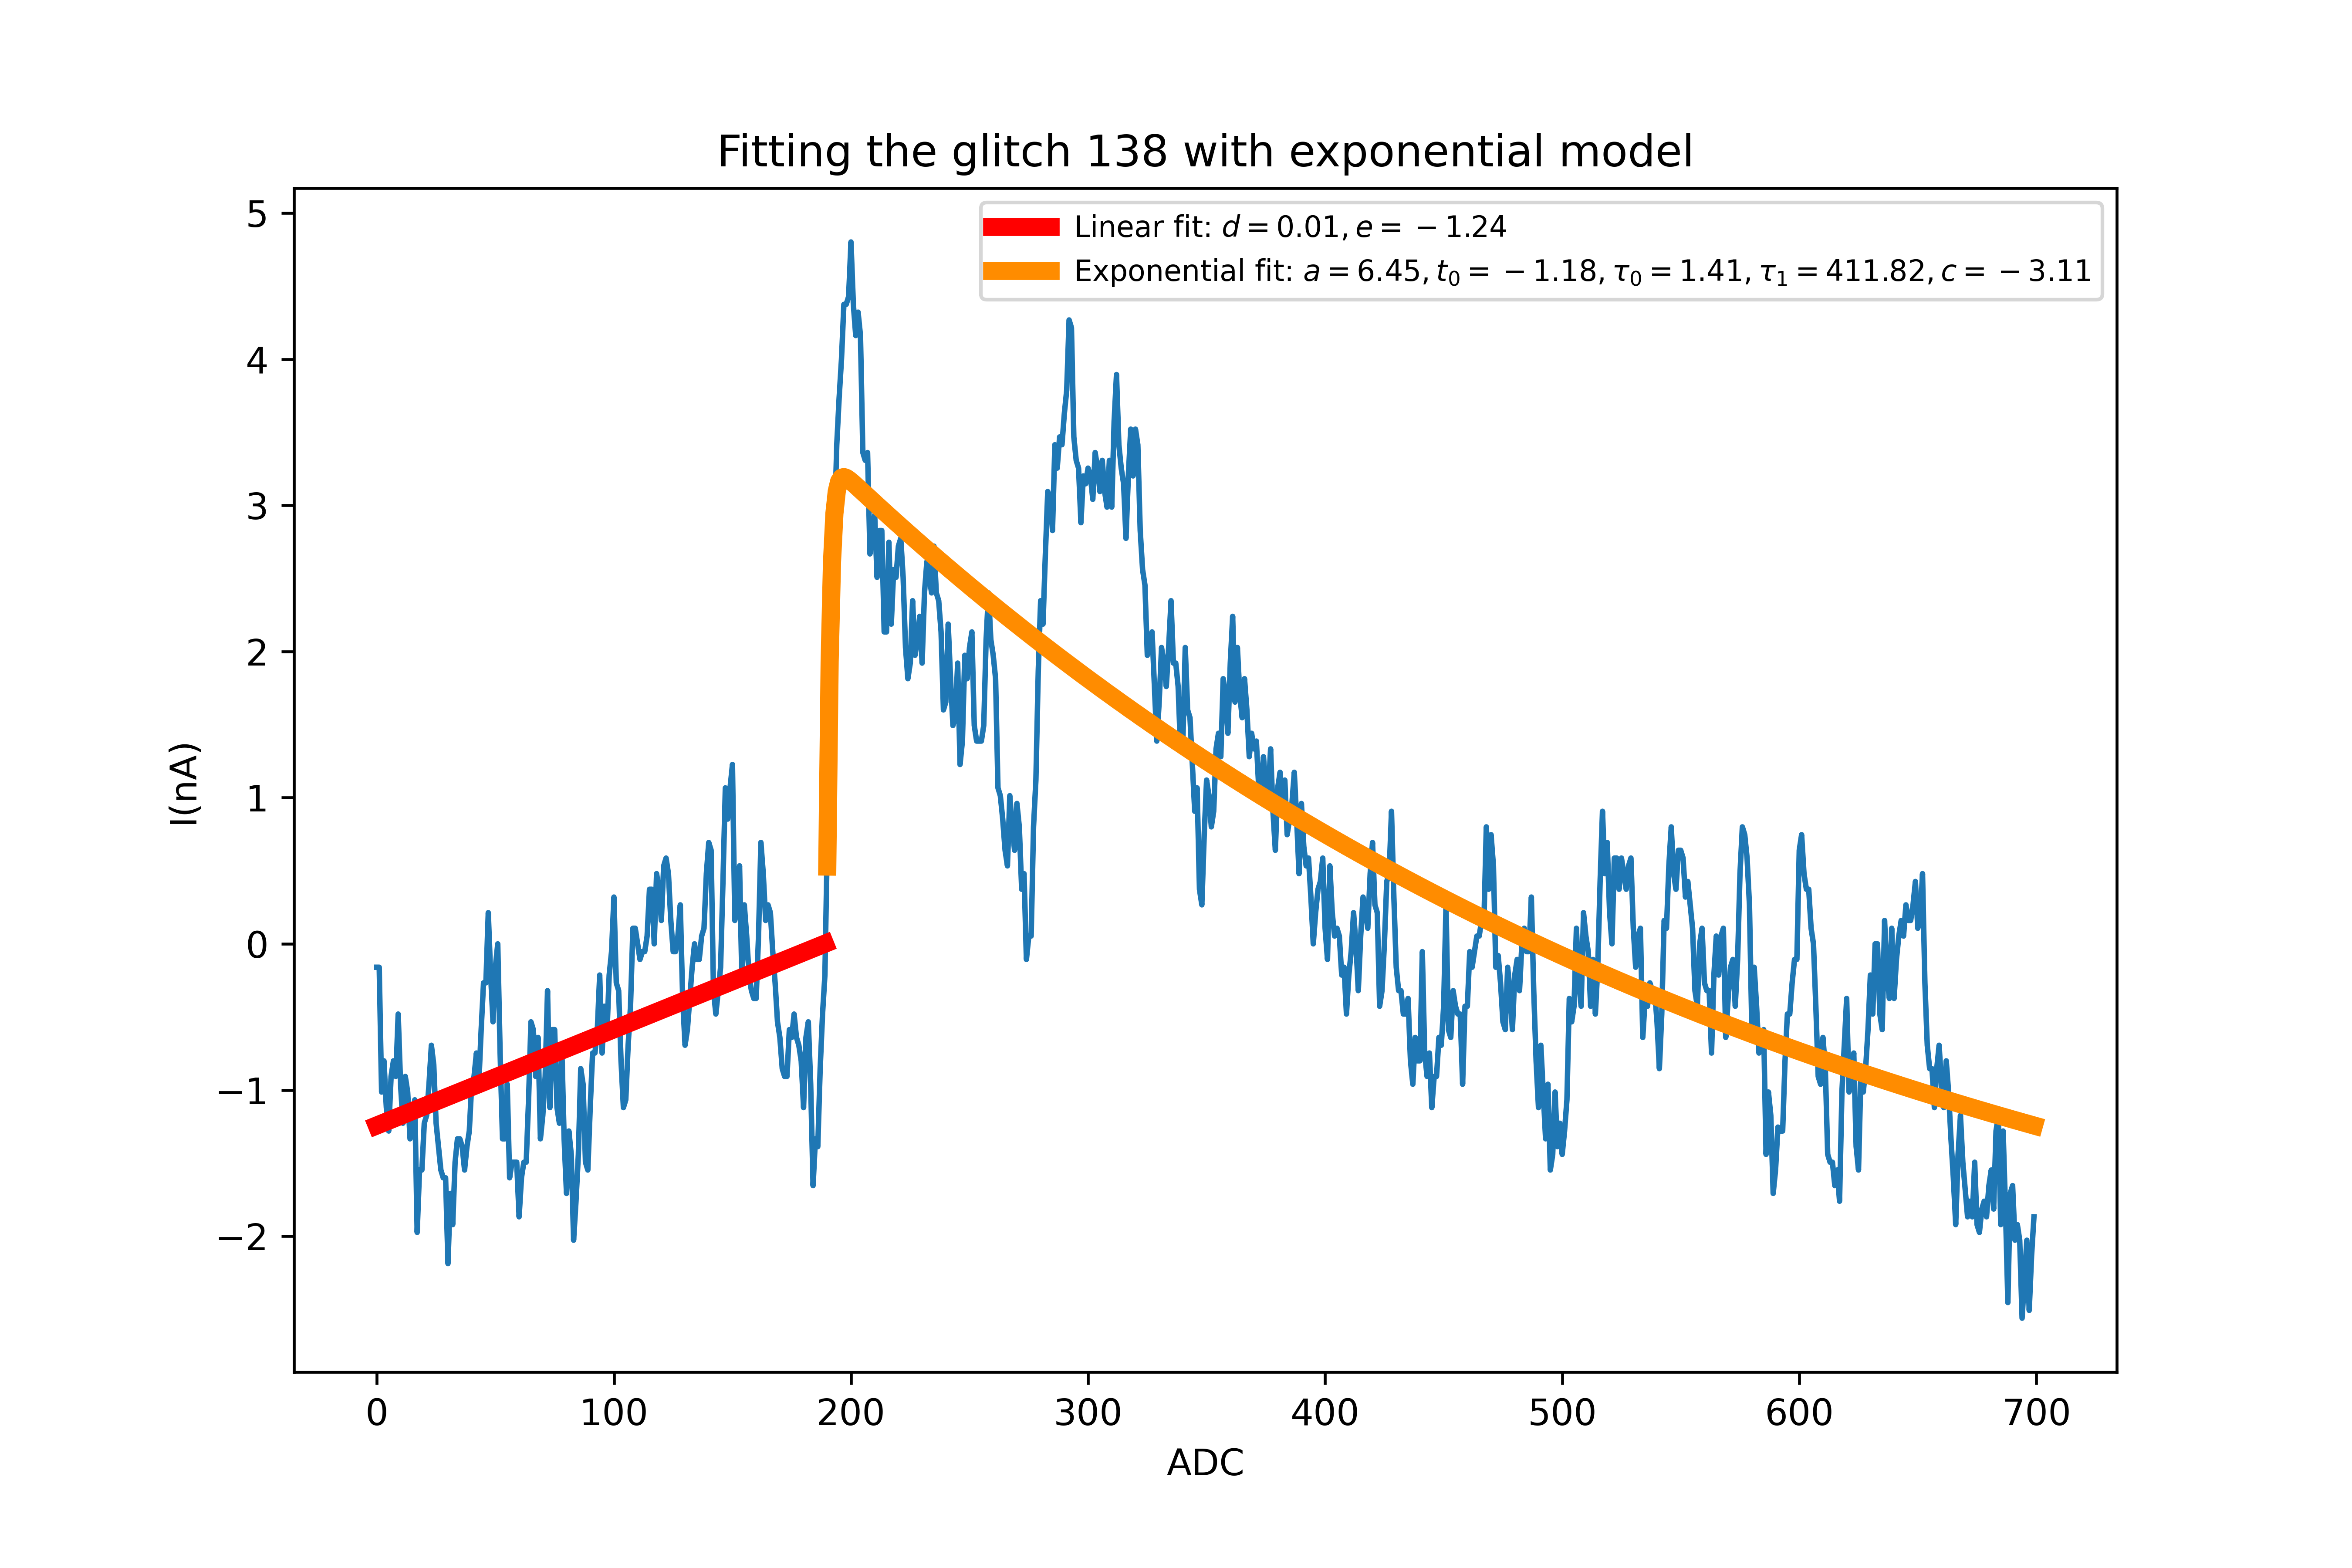 Fitting the glitch 138 with exponential model
Linear fit: d = 0.01, e = −1.24
Exponential fit: a = 6.45, t₀ = −1.18, τ₀ = 1.41, τ₁ = 411.82, c = −3.11
5
4
3
2
1
0
−1
−2
I(nA)
0 100 200 300 400 500 600 700
ADC